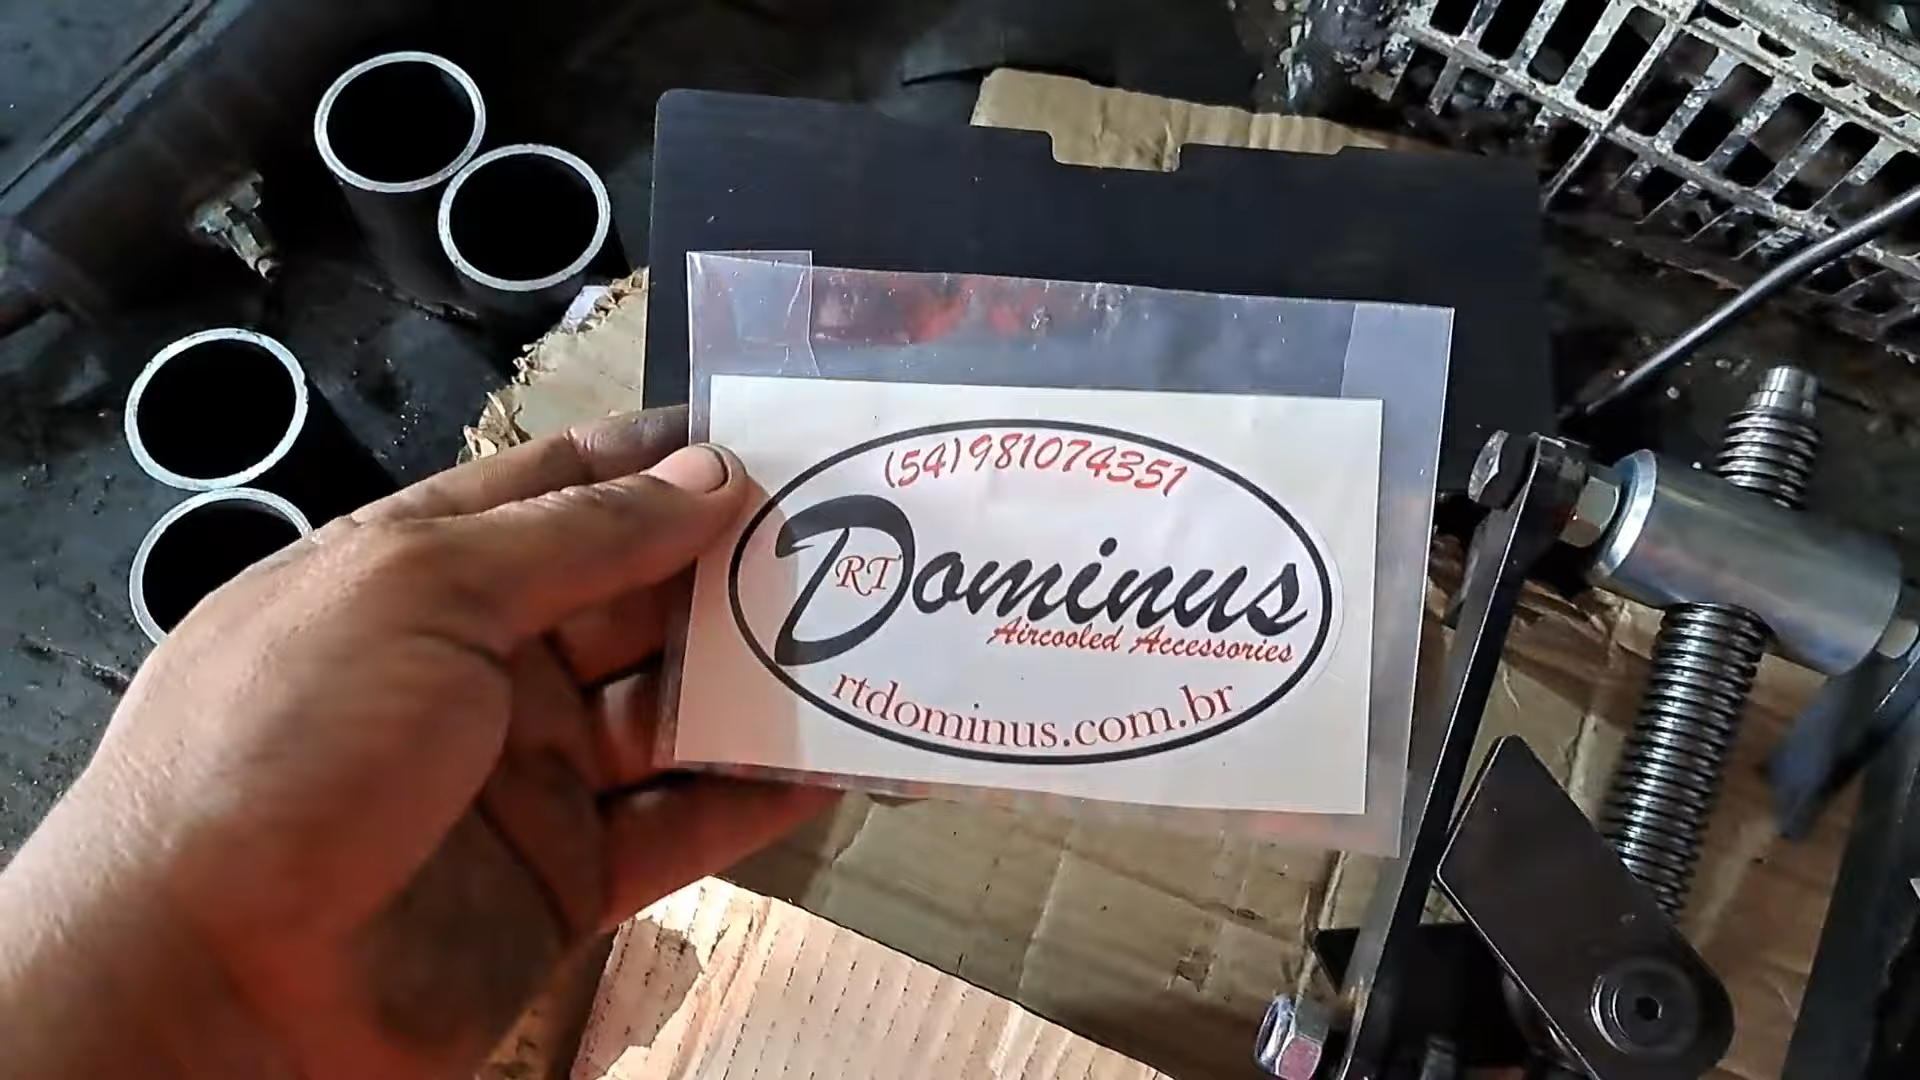 (54)981074351
Dominus
RT
Aircooled Accessories
rtdominus.com.br